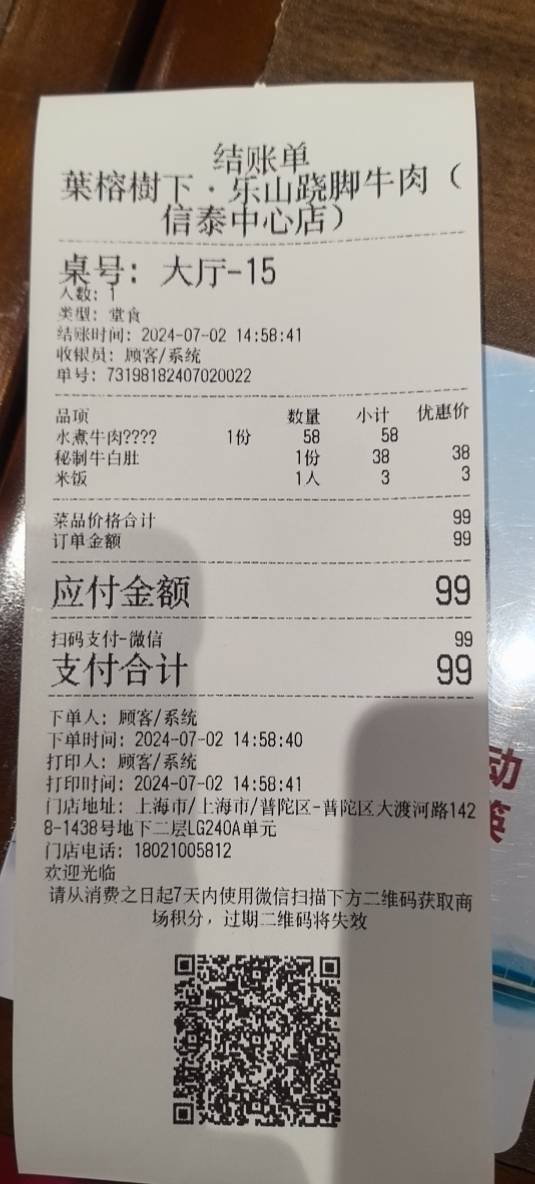 结账单
葉榕樹下·乐山跷脚牛肉（
信泰中心店）
桌号: 大厅-15
人数: 1
类型: 堂食
结账时间: 2024-07-02 14:58:41
收银员: 顾客/系统
单号: 73198182407020022
品项 数量 小计 优惠价
水煮牛肉???? 1份 58 58
秘制牛白肚 1份 38 38
米饭 1人 3 3
菜品价格合计 99
订单金额 99
应付金额 99
扫码支付-微信 99
支付合计 99
下单人: 顾客/系统
下单时间: 2024-07-02 14:58:40
打印人: 顾客/系统
打印时间: 2024-07-02 14:58:41
门店地址: 上海市/上海市/普陀区-普陀区大渡河路142
8-1438号地下二层LG240A单元
门店电话: 18021005812
欢迎光临
请从消费之日起7天内使用微信扫描下方二维码获取商
场积分，过期二维码将失效
动
筷